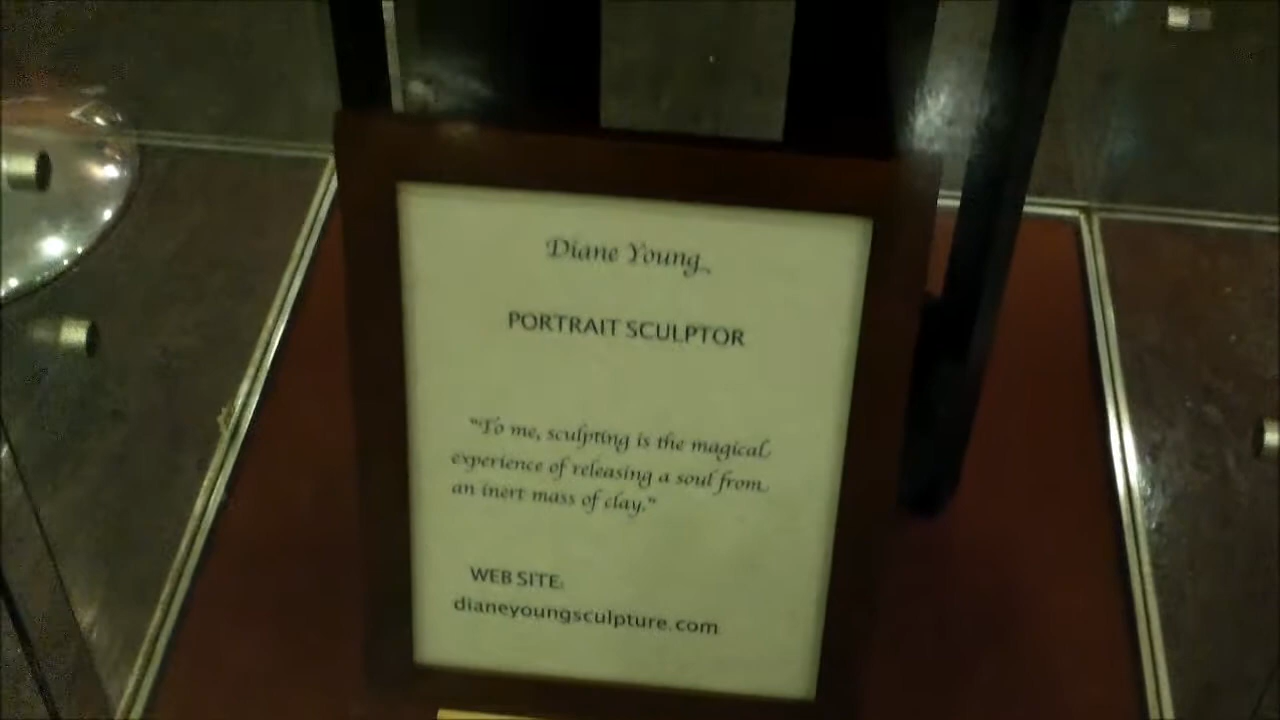 Diane Young
PORTRAIT SCULPTOR
"To me, sculpting is the magical
experience of releasing a soul from
an inert mass of clay."
WEB SITE:
dianeyoungsculpture.com